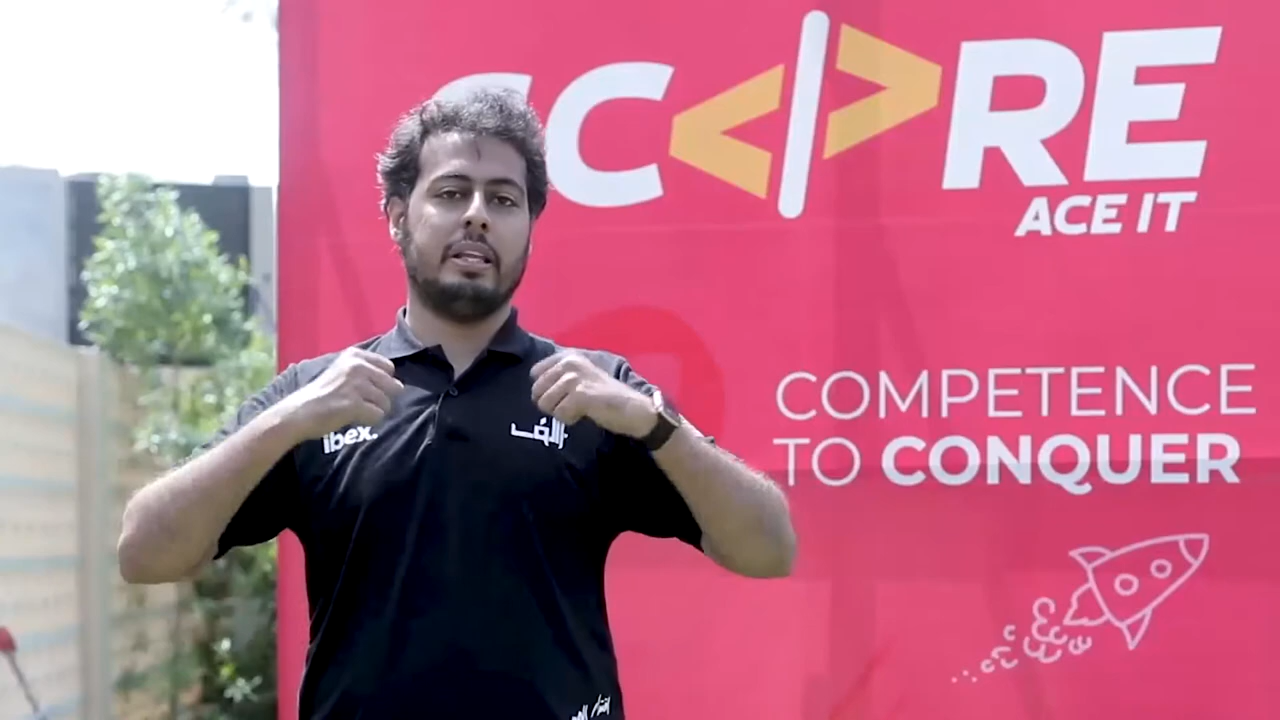 SC</>RE
ACE IT
COMPETENCE
TO CONQUER
ibex.